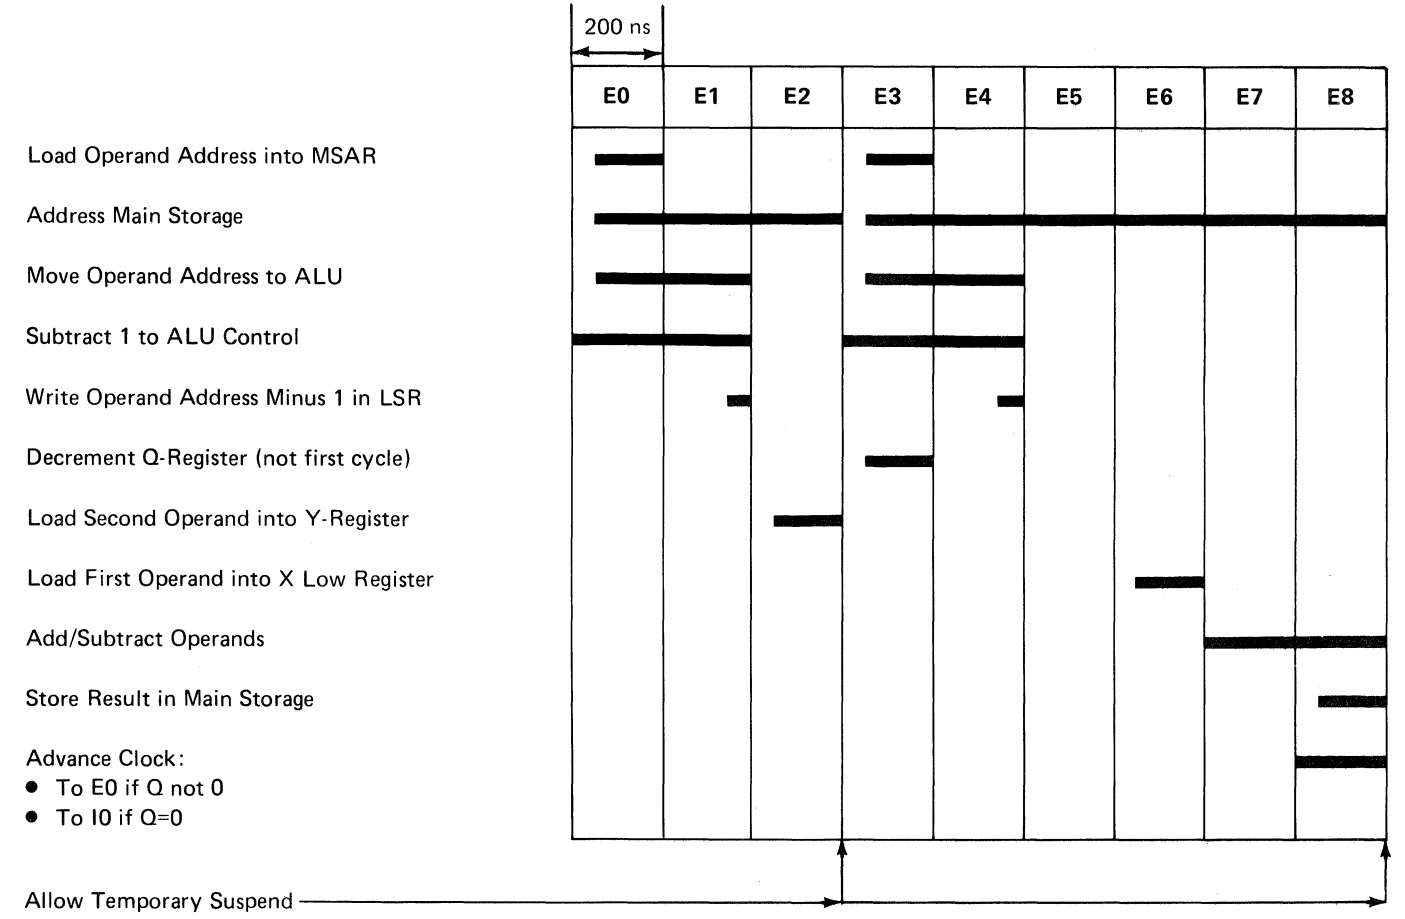 200 ns
E0 E1 E2 E3 E4 E5 E6 E7 E8
Load Operand Address into MSAR
Address Main Storage
Move Operand Address to ALU
Subtract 1 to ALU Control
Write Operand Address Minus 1 in LSR
Decrement Q-Register (not first cycle)
Load Second Operand into Y-Register
Load First Operand into X Low Register
Add/Subtract Operands
Store Result in Main Storage
Advance Clock:
● To E0 if Q not 0
● To I0 if Q=0
Allow Temporary Suspend